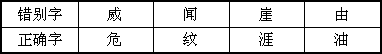 错别字 威 闻 崖 由
正确字 危 纹 涯 油